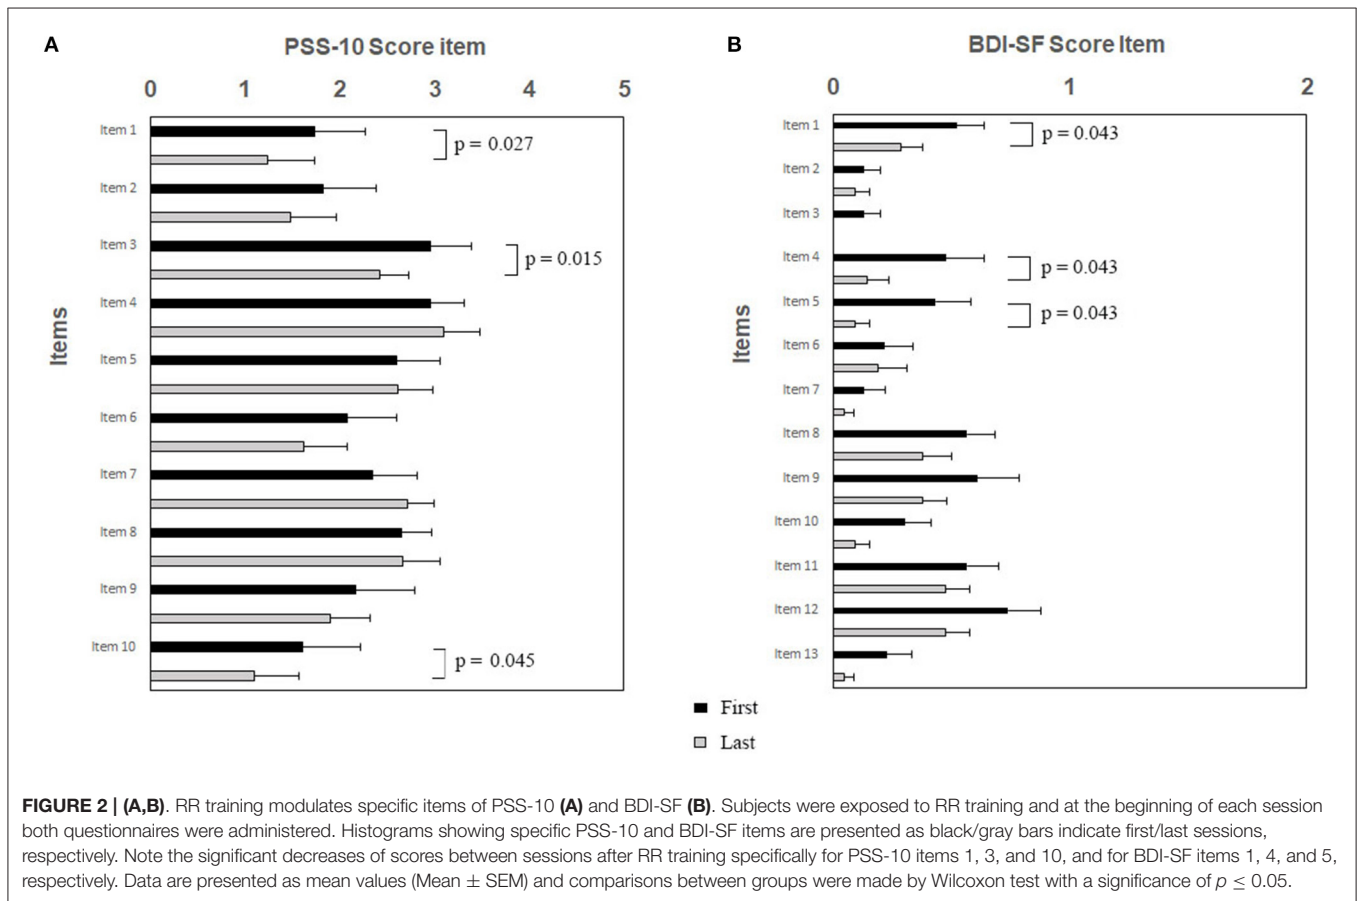 A
PSS-10 Score item
0 1 2 3 4 5
Items
Item 1
p = 0.027
Item 2
Item 3
p = 0.015
Item 4
Item 5
Item 6
Item 7
Item 8
Item 9
Item 10
p = 0.045
B
BDI-SF Score Item
0 1 2
Items
Item 1
p = 0.043
Item 2
Item 3
Item 4
p = 0.043
Item 5
p = 0.043
Item 6
Item 7
Item 8
Item 9
Item 10
Item 11
Item 12
Item 13
First
Last
FIGURE 2 | (A,B). RR training modulates specific items of PSS-10 (A) and BDI-SF (B). Subjects were exposed to RR training and at the beginning of each session
both questionnaires were administered. Histograms showing specific PSS-10 and BDI-SF items are presented as black/gray bars indicate first/last sessions,
respectively. Note the significant decreases of scores between sessions after RR training specifically for PSS-10 items 1, 3, and 10, and for BDI-SF items 1, 4, and 5,
respectively. Data are presented as mean values (Mean ± SEM) and comparisons between groups were made by Wilcoxon test with a significance of p ≤ 0.05.